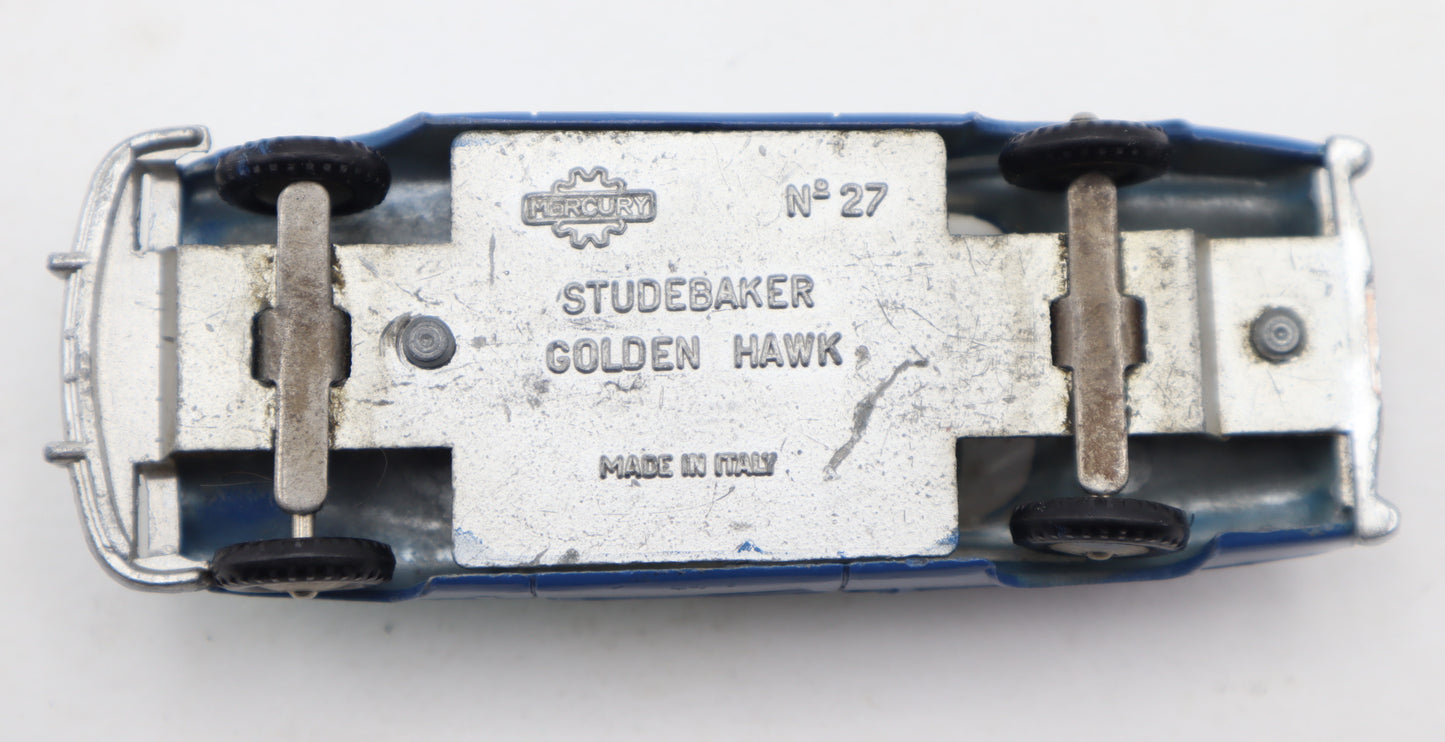 MERCURY Nº 27
STUDEBAKER
GOLDEN HAWK
MADE IN ITALY